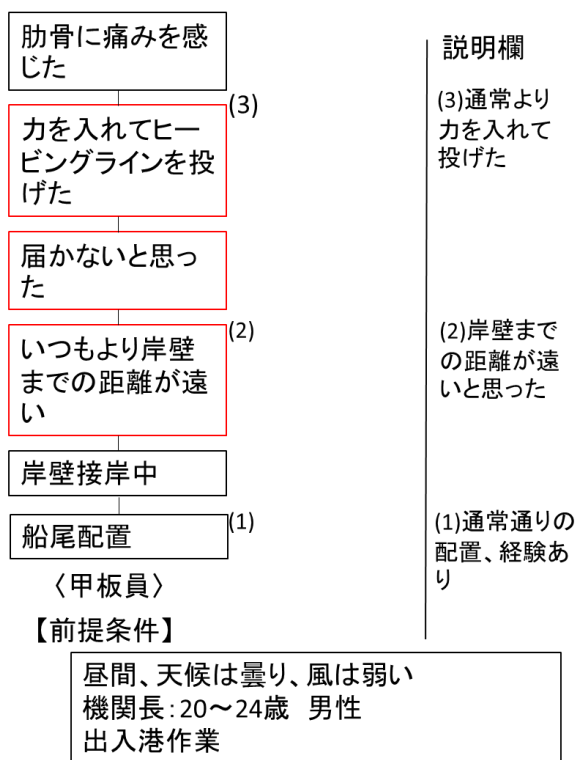 肋骨に痛みを感
じた
(3)
力を入れてヒー
ビングラインを投
げた
届かないと思っ
た
(2)
いつもより岸壁
までの距離が遠
い
岸壁接岸中
(1)
船尾配置
〈甲板員〉
【前提条件】
説明欄
(3)通常より
力を入れて
投げた
(2)岸壁まで
の距離が遠
いと思った
(1)通常通りの
配置、経験あ
り
昼間、天候は曇り、風は弱い
機関長:20～24歳 男性
出入港作業